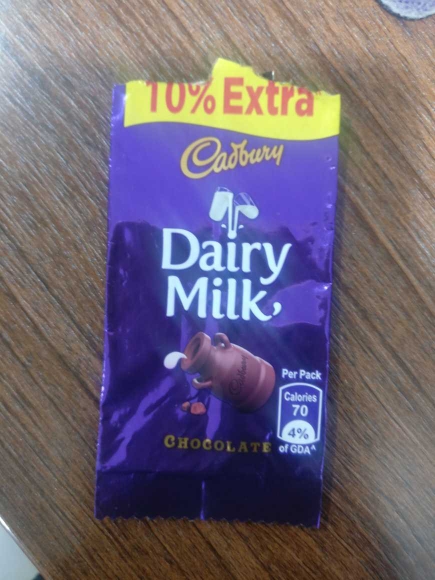 10% Extra
Cadbury
Dairy
Milk
Per Pack
Calories
70
4%
of GDA^
CHOCOLATE